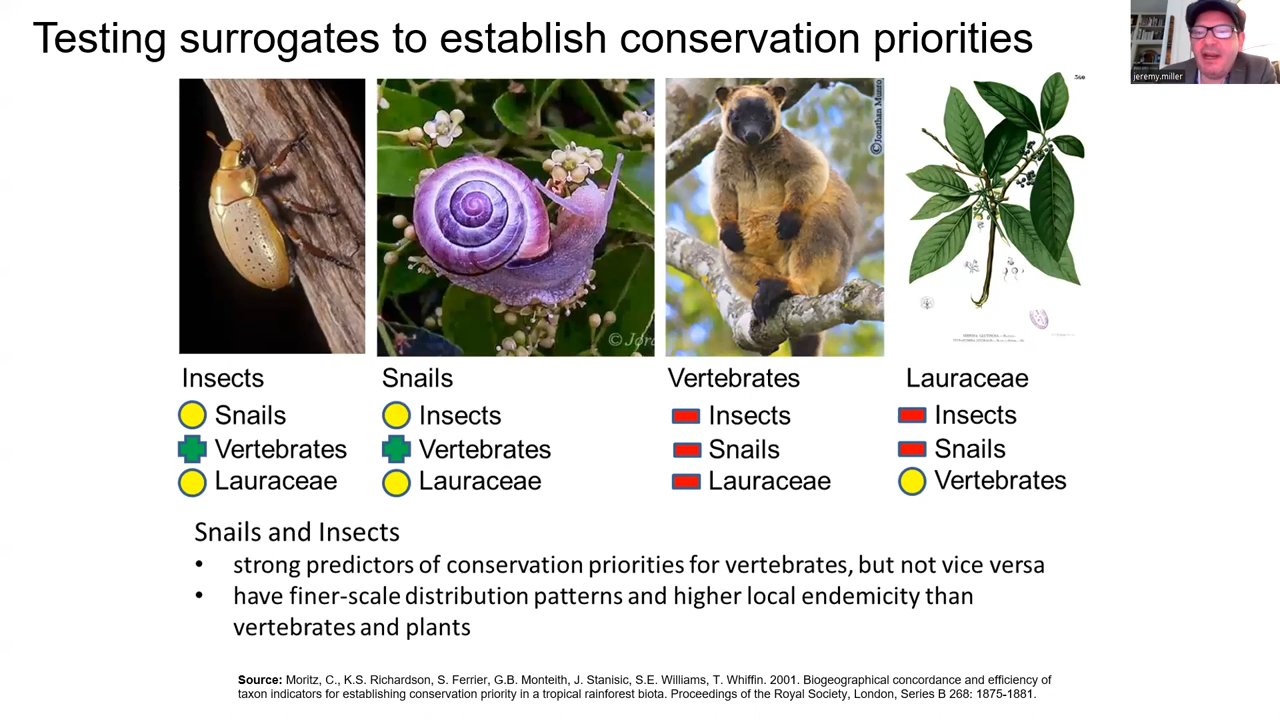 Testing surrogates to establish conservation priorities
jeremy.miller
©Jonathan Munro
© Jord
Insects
Snails
Vertebrates
Lauraceae
Snails
Vertebrates
Lauraceae
Insects
Vertebrates
Lauraceae
Insects
Snails
Lauraceae
Insects
Snails
Vertebrates
Snails and Insects
• strong predictors of conservation priorities for vertebrates, but not vice versa
• have finer-scale distribution patterns and higher local endemicity than
vertebrates and plants
Source: Moritz, C., K.S. Richardson, S. Ferrier, G.B. Monteith, J. Stanisic, S.E. Williams, T. Whiffin. 2001. Biogeographical concordance and efficiency of
taxon indicators for establishing conservation priority in a tropical rainforest biota. Proceedings of the Royal Society, London, Series B 268: 1875-1881.